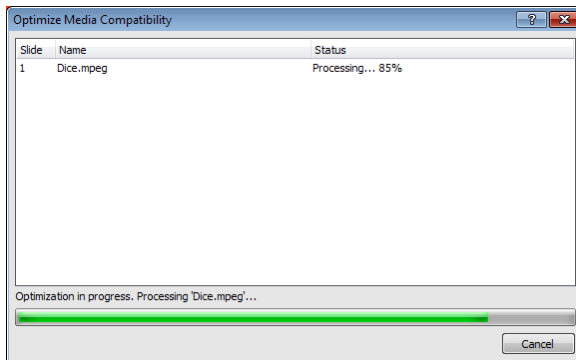 Optimize Media Compatibility
Slide Name Status
1 Dice.mpeg Processing... 85%
Optimization in progress. Processing 'Dice.mpeg'...
Cancel